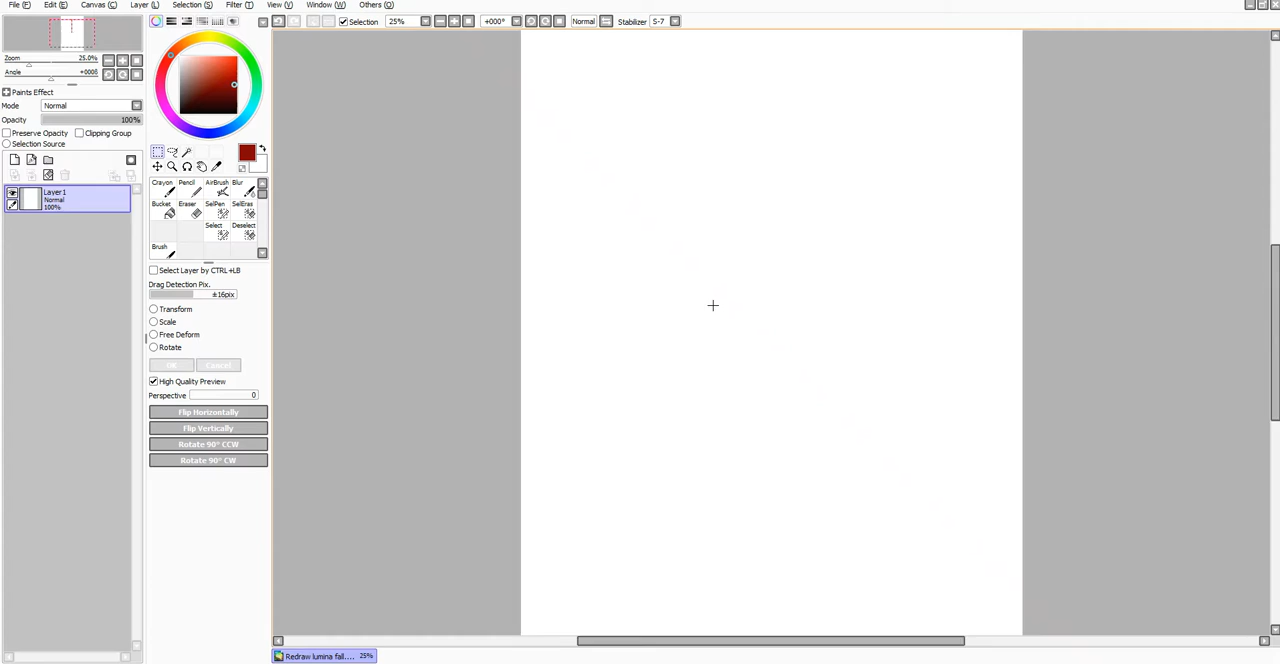 File (F) Edit (E) Canvas (C) Layer (L) Selection (S) Filter (T) View (V) Window (W) Others (O)
Selection 25% +000° Normal Stabilizer S-7
Zoom 25.0%
Angle +000ß
Paints Effect
Mode Normal
Opacity 100%
Preserve Opacity Clipping Group
Selection Source
Layer1
Normal
100%
Crayon Pencil AirBrush Blur
Bucket Eraser SelPen SelEras
Select Deselect
Brush
Select Layer by CTRL+LB
Drag Detection Pix.
±16pix
Transform
Scale
Free Deform
Rotate
OK Cancel
High Quality Preview
Perspective 0
Flip Horizontally
Flip Vertically
Rotate 90° CCW
Rotate 90° CW
Redraw lumina fall.... 25%